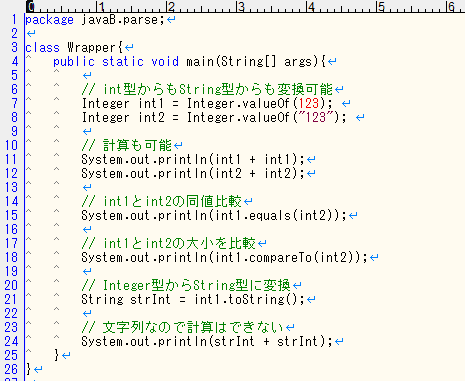 0 1 2 3 4 5 6
1 package javaB.parse;↵
2 ↵
3 class Wrapper{↵
4 ^ public static void main(String[] args){↵
5 ^ ^ ↵
6 ^ ^ // int型からもString型からも変換可能↵
7 ^ ^ Integer int1 = Integer.valueOf(123); ↵
8 ^ ^ Integer int2 = Integer.valueOf("123"); ↵
9 ^ ^ ↵
10 ^ ^ // 計算も可能↵
11 ^ ^ System.out.println(int1 + int1);↵
12 ^ ^ System.out.println(int2 + int2);↵
13 ^ ^ ↵
14 ^ ^ // int1とint2の同値比較↵
15 ^ ^ System.out.println(int1.equals(int2));↵
16 ^ ^ ↵
17 ^ ^ // int1とint2の大小を比較↵
18 ^ ^ System.out.println(int1.compareTo(int2));↵
19 ^ ^ ↵
20 ^ ^ // Integer型からString型に変換↵
21 ^ ^ String strInt = int1.toString();↵
22 ^ ^ ↵
23 ^ ^ // 文字列なので計算はできない↵
24 ^ ^ System.out.println(strInt + strInt);↵
25 ^ }↵
26 }↵